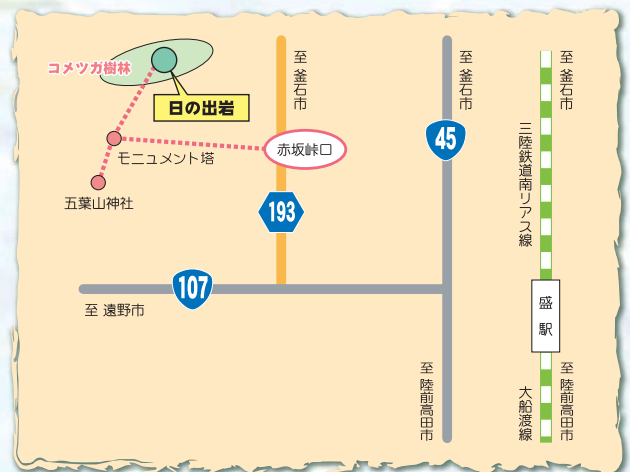 コメツガ樹林
日の出岩
モニュメント塔
五葉山神社
赤坂峠口
至 釜石市
193
107
至 遠野市
至 釜石市
45
至 陸前高田市
至 釜石市
三陸鉄道南リアス線
盛駅
大船渡線
至 陸前高田市